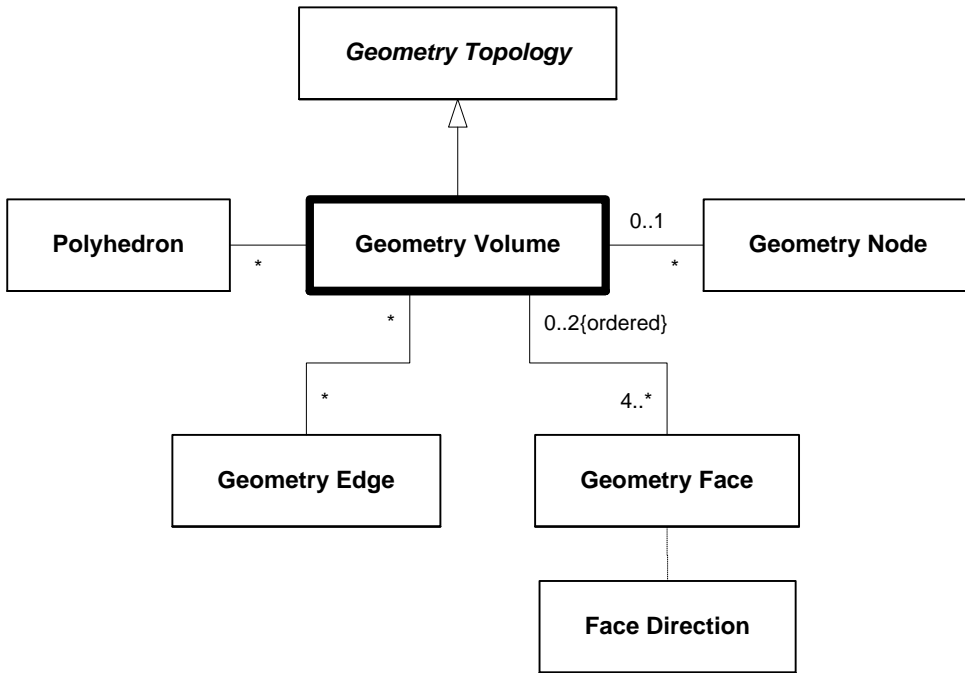 Geometry Topology
Polyhedron
Geometry Volume
0..1
Geometry Node
*
*
*
0..2{ordered}
*
4..*
Geometry Edge
Geometry Face
Face Direction